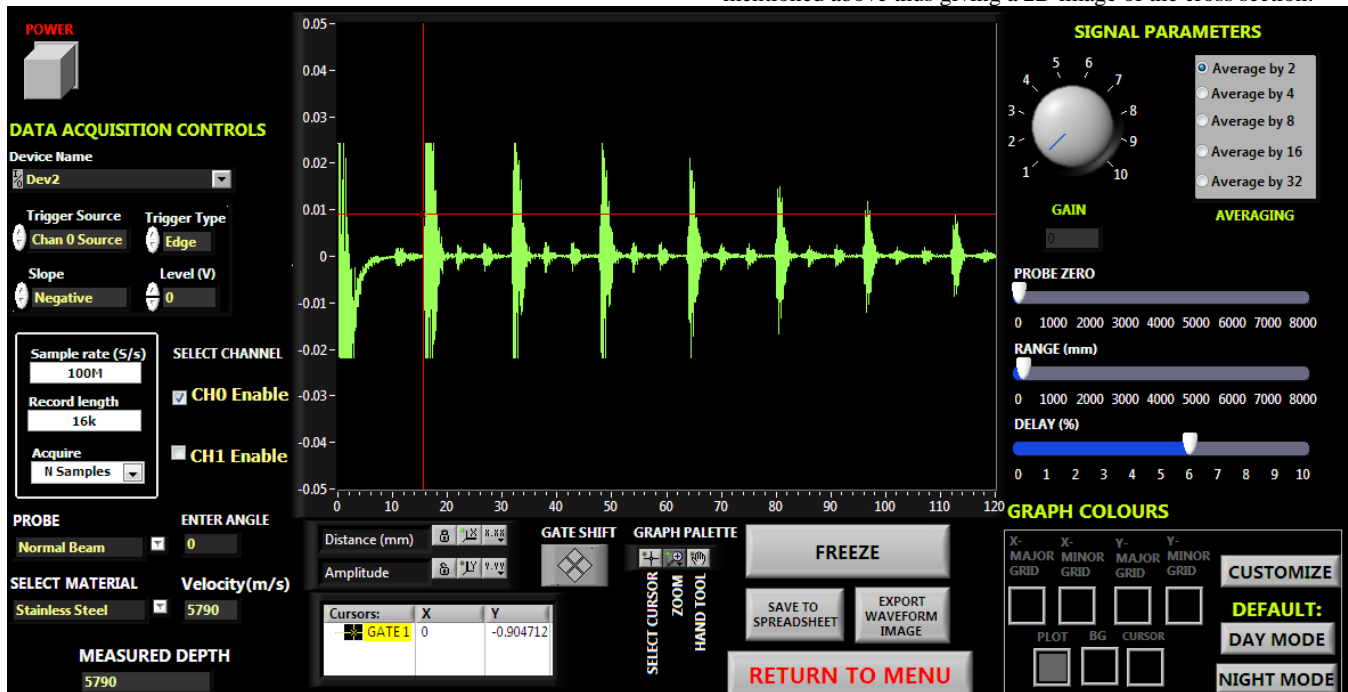 mentioned above thus giving a 2D image of the cross section.
POWER
DATA ACQUISITION CONTROLS
Device Name
Dev2
Trigger Source
Trigger Type
Chan 0 Source
Edge
Slope
Level (V)
Negative
0
Sample rate (S/s)
100M
Record length
16k
Acquire
N Samples
SELECT CHANNEL
CH0 Enable
CH1 Enable
PROBE
ENTER ANGLE
Normal Beam
0
SELECT MATERIAL
Velocity(m/s)
Stainless Steel
5790
MEASURED DEPTH
5790
0.05
0.04
0.03
0.02
0.01
0
-0.01
-0.02
-0.03
-0.04
-0.05
0 10 20 30 40 50 60 70 80 90 100 110 120
Distance (mm)
Amplitude
Cursors: X Y
GATE 1 0 -0.904712
GATE SHIFT
GRAPH PALETTE
SELECT CURSOR
ZOOM
HAND TOOL
FREEZE
SAVE TO
SPREADSHEET
EXPORT
WAVEFORM
IMAGE
RETURN TO MENU
SIGNAL PARAMETERS
1 2 3 4 5 6 7 8 9 10
GAIN
0
Average by 2
Average by 4
Average by 8
Average by 16
Average by 32
AVERAGING
PROBE ZERO
0 1000 2000 3000 4000 5000 6000 7000 8000
RANGE (mm)
0 1000 2000 3000 4000 5000 6000 7000 8000
DELAY (%)
0 1 2 3 4 5 6 7 8 9 10
GRAPH COLOURS
X-
MAJOR
GRID
X-
MINOR
GRID
Y-
MAJOR
GRID
Y-
MINOR
GRID
PLOT
BG
CURSOR
CUSTOMIZE
DEFAULT:
DAY MODE
NIGHT MODE